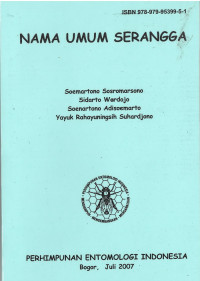 ISBN 978-979-95399-5-1
NAMA UMUM SERANGGA
Soemartono Sosromarsono
Sidarto Wardojo
Soenartono Adisoemarto
Yayuk Rahayuningsih Suhardjono
PERHIMPUNAN ENTOMOLOGI INDONESIA
Bogor, Juli 2007